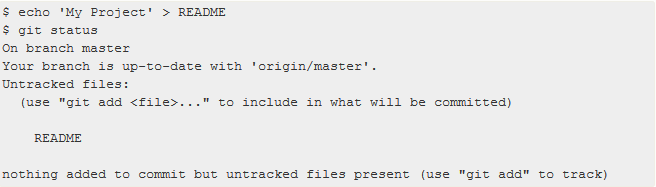 $ echo 'My Project' > README
$ git status
On branch master
Your branch is up-to-date with 'origin/master'.
Untracked files:
  (use "git add <file>..." to include in what will be committed)

    README

nothing added to commit but untracked files present (use "git add" to track)